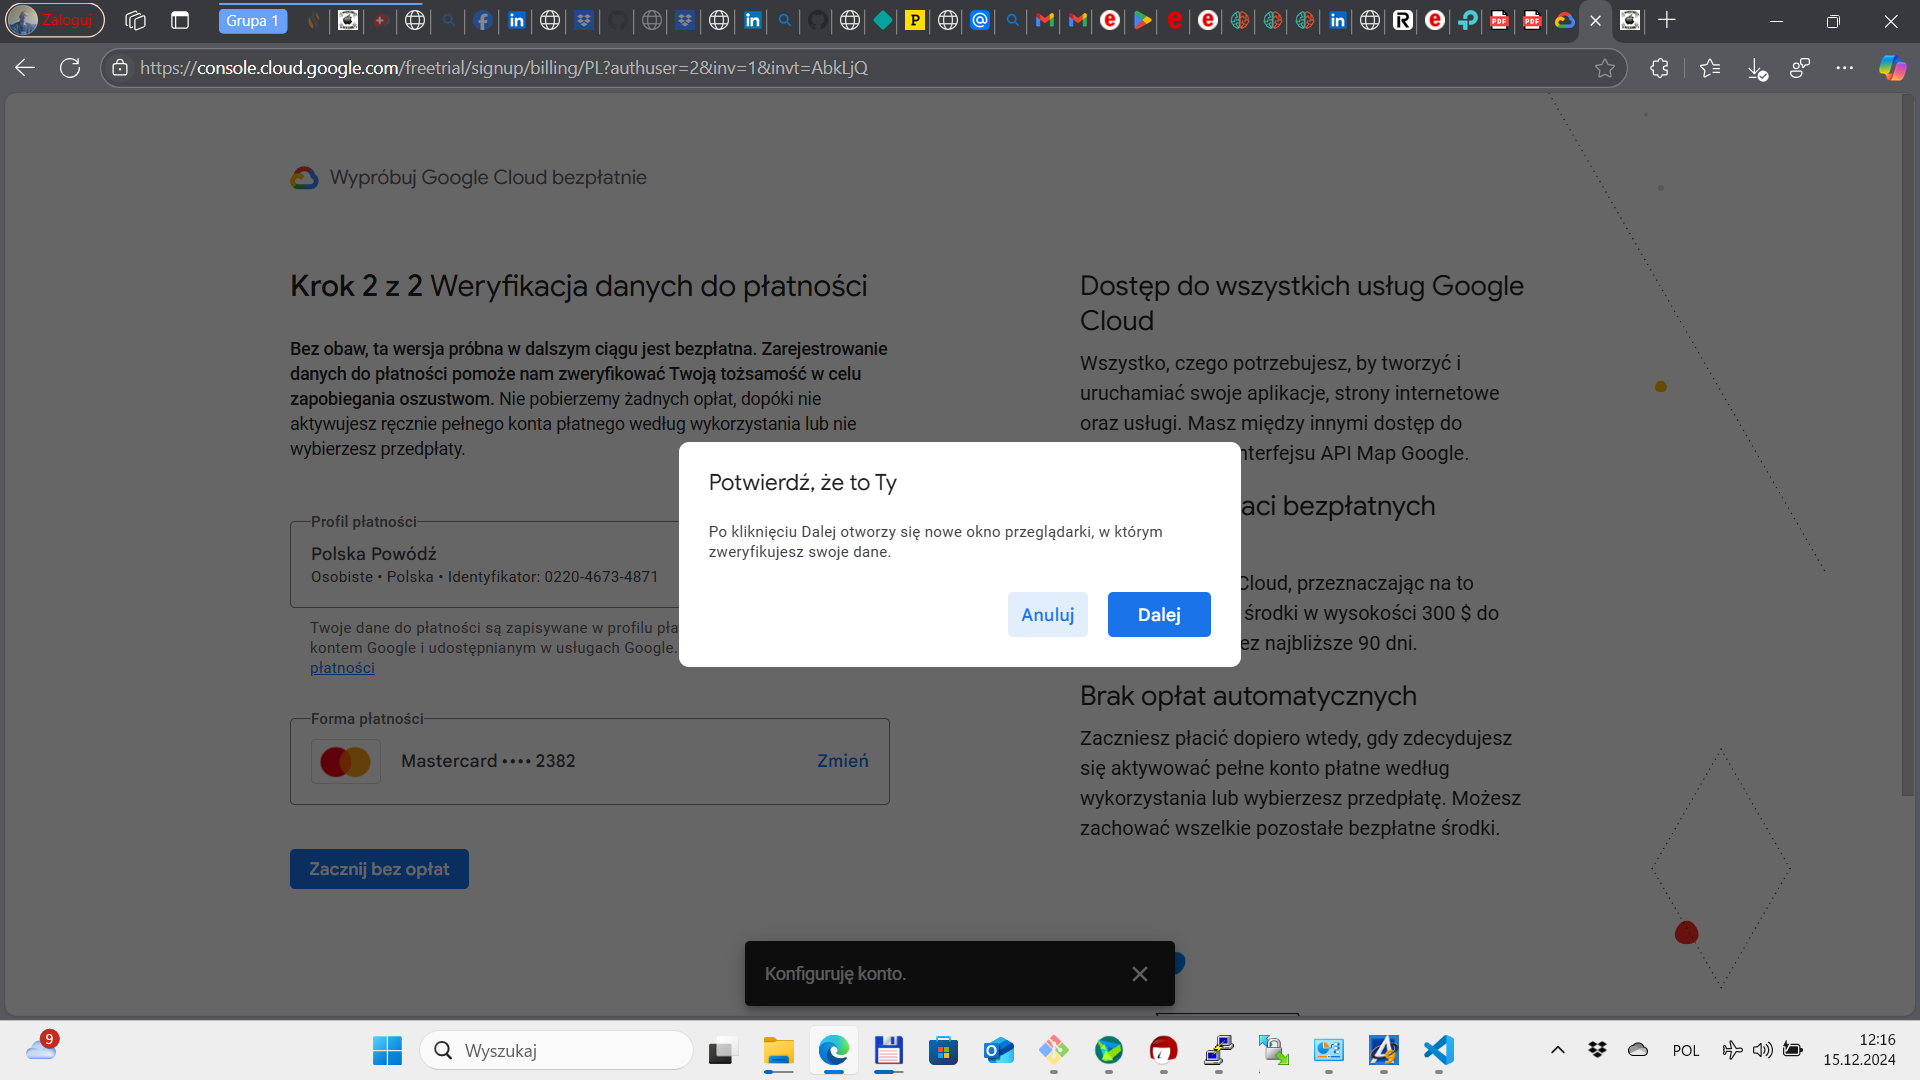 Zaloguj
Grupa 1
https://console.cloud.google.com/freetrial/signup/billing/PL?authuser=2&inv=1&invt=AbkLjQ
Wypróbuj Google Cloud bezpłatnie
Krok 2 z 2 Weryfikacja danych do płatności
Bez obaw, ta wersja próbna w dalszym ciągu jest bezpłatna. Zarejestrowanie
danych do płatności pomoże nam zweryfikować Twoją tożsamość w celu
zapobiegania oszustwom. Nie pobierzemy żadnych opłat, dopóki nie
aktywujesz ręcznie pełnego konta płatnego według wykorzystania lub nie
wybierzesz przedpłaty.
Profil płatności
Polska Powódź
Osobiste • Polska • Identyfikator: 0220-4673-4871
Twoje dane do płatności są zapisywane w profilu pła
kontem Google i udostępnianym w usługach Google.
płatności
Forma płatności
Mastercard •••• 2382
Zmień
Zacznij bez opłat
Dostęp do wszystkich usług Google
Cloud
Wszystko, czego potrzebujesz, by tworzyć i
uruchamiać swoje aplikacje, strony internetowe
oraz usługi. Masz między innymi dostęp do
nterfejsu API Map Google.
aci bezpłatnych
Cloud, przeznaczając na to
środki w wysokości 300 $ do
ez najbliższe 90 dni.
Brak opłat automatycznych
Zaczniesz płacić dopiero wtedy, gdy zdecydujesz
się aktywować pełne konto płatne według
wykorzystania lub wybierzesz przedpłatę. Możesz
zachować wszelkie pozostałe bezpłatne środki.
Potwierdź, że to Ty
Po kliknięciu Dalej otworzy się nowe okno przeglądarki, w którym
zweryfikujesz swoje dane.
Anuluj
Dalej
Konfiguruję konto.
9
Wyszukaj
POL
12:16
15.12.2024